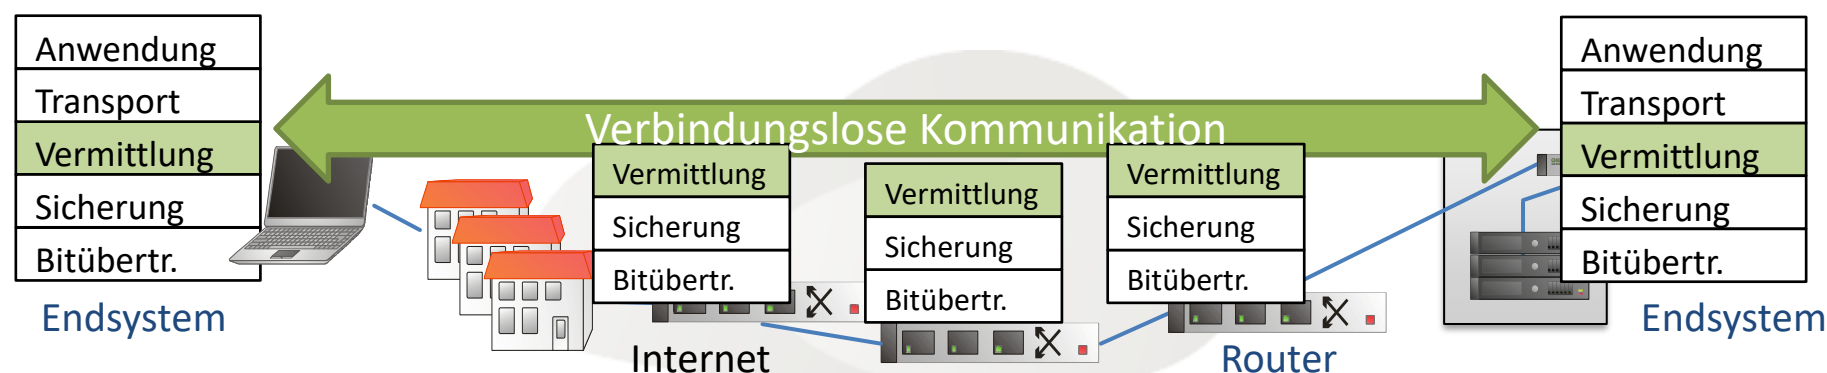 Anwendung
Transport
Vermittlung
Sicherung
Bitübertr.
Endsystem
Verbindungslose Kommunikation
Vermittlung
Sicherung
Bitübertr.
Internet
Vermittlung
Sicherung
Bitübertr.
Vermittlung
Sicherung
Bitübertr.
Router
Anwendung
Transport
Vermittlung
Sicherung
Bitübertr.
Endsystem